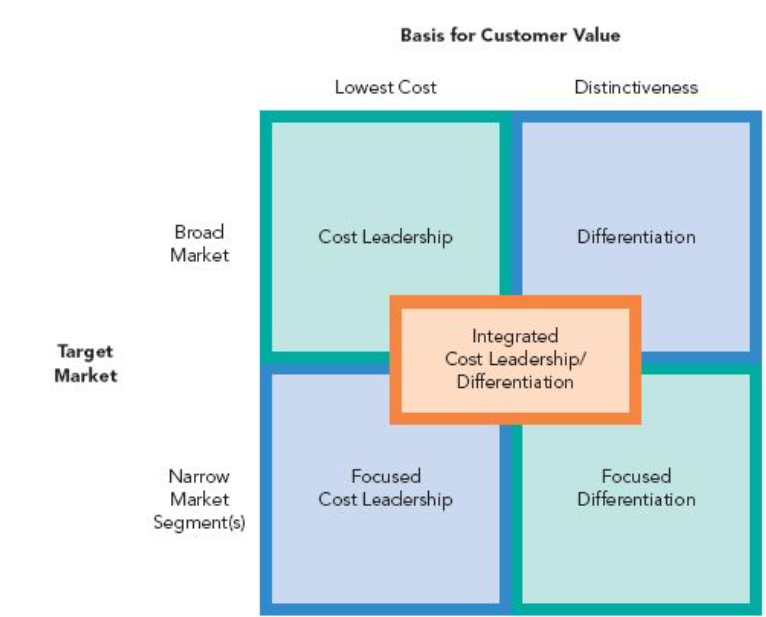 Basis for Customer Value
Lowest Cost
Distinctiveness
Broad
Market
Cost Leadership
Differentiation
Integrated
Cost Leadership/
Differentiation
Target
Market
Narrow
Market
Segment(s)
Focused
Cost Leadership
Focused
Differentiation